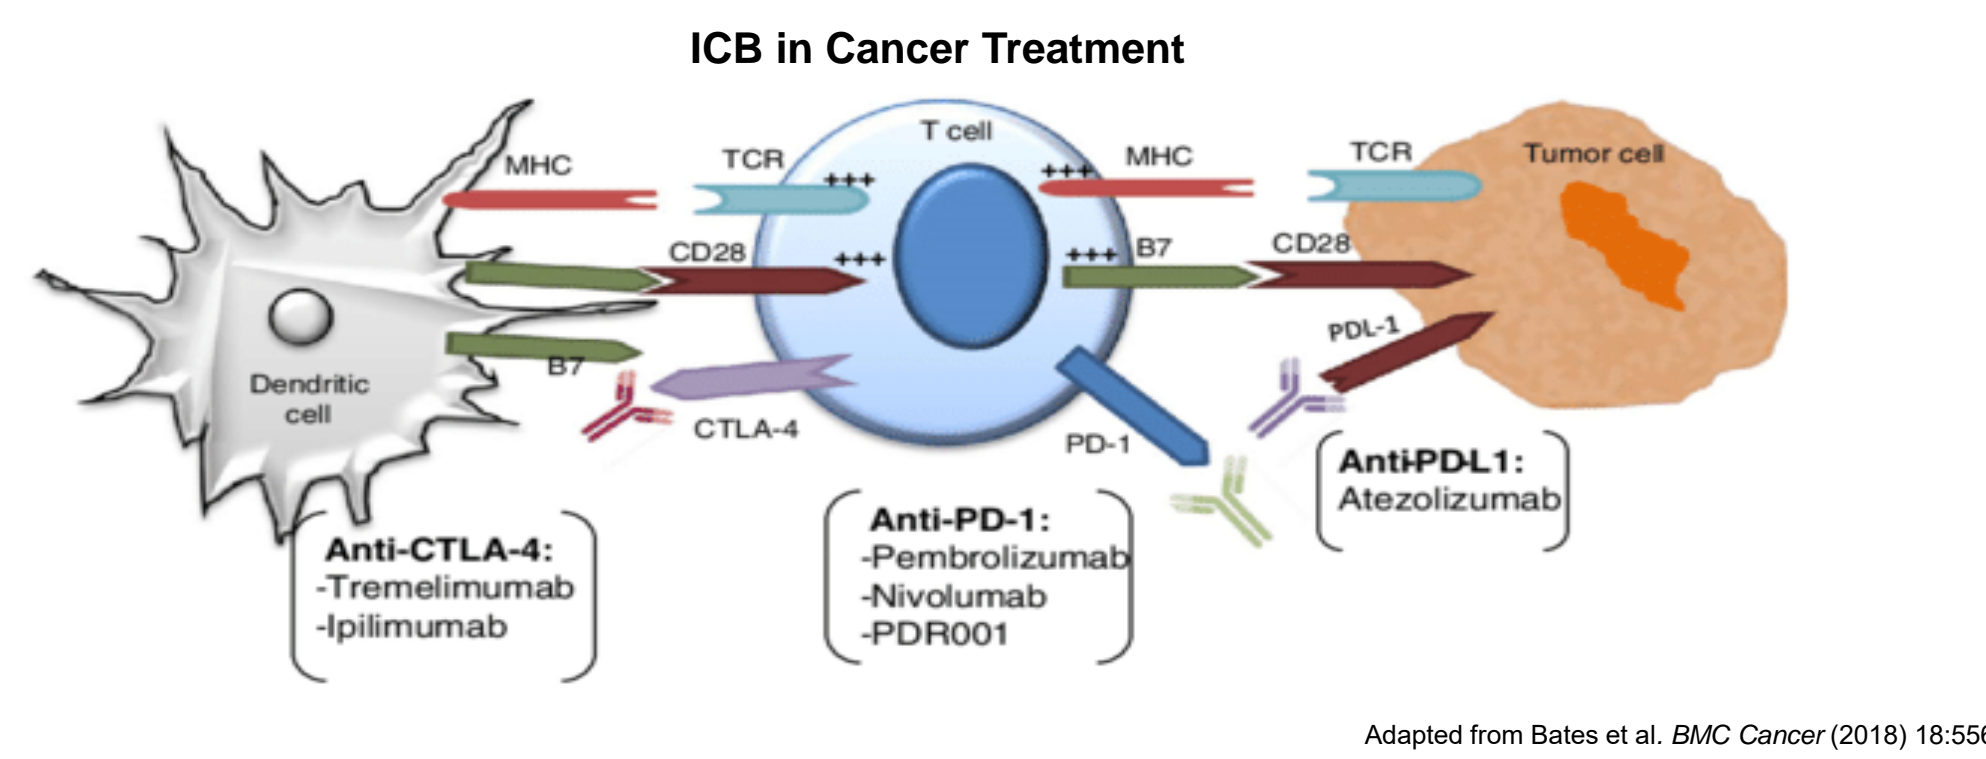 ICB in Cancer Treatment
T cell
MHC
TCR
+++
+++
MHC
TCR
Tumor cell
CD28
+++
+++
B7
CD28
Dendritic
cell
B7
CTLA-4
PD-1
PDL-1
Anti-CTLA-4:
-Tremelimumab
-Ipilimumab
Anti-PD-1:
-Pembrolizumab
-Nivolumab
-PDR001
Anti-PD-L1:
Atezolizumab
Adapted from Bates et al. BMC Cancer (2018) 18:556